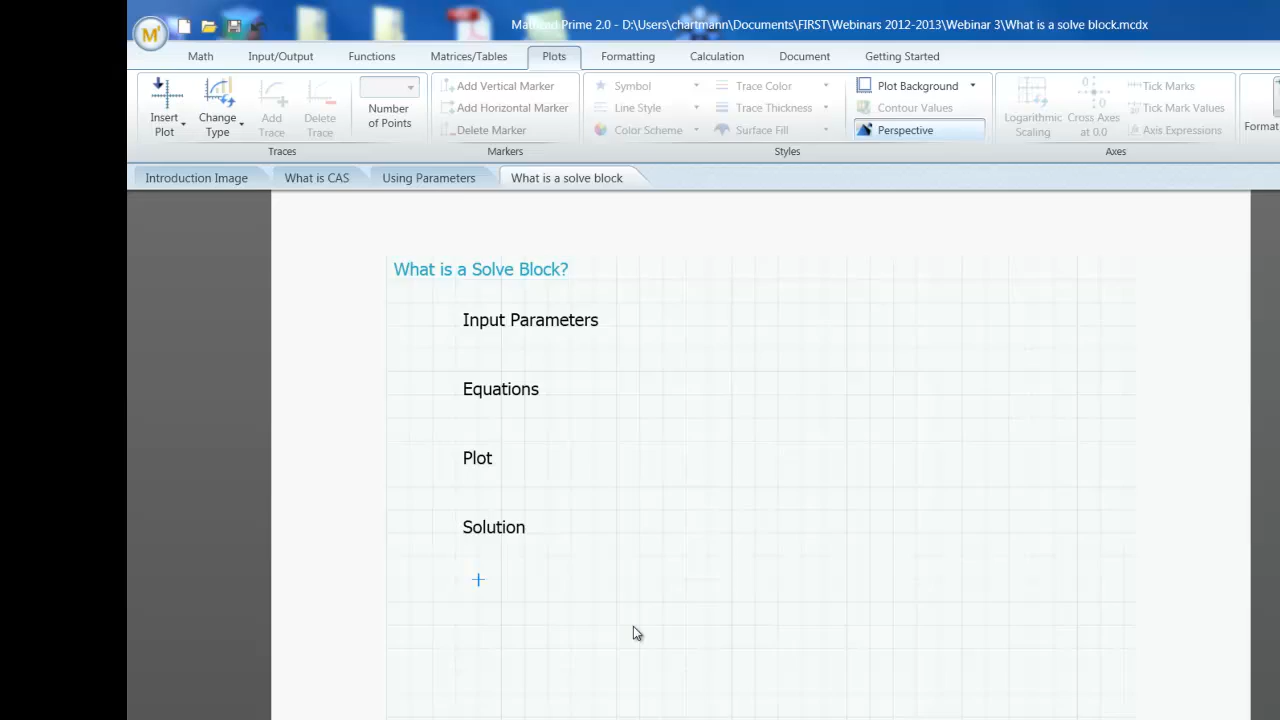 Mathcad Prime 2.0 - D:\Users\chartmann\Documents\FIRST\Webinars 2012-2013\Webinar 3\What is a solve block.mcdx
Math Input/Output Functions Matrices/Tables Plots Formatting Calculation Document Getting Started
Insert Plot
Change Type
Add Trace
Delete Trace
Number of Points
Traces
Add Vertical Marker
Add Horizontal Marker
Delete Marker
Markers
Symbol
Line Style
Color Scheme
Trace Color
Trace Thickness
Surface Fill
Plot Background
Contour Values
Perspective
Styles
Logarithmic Scaling
Cross Axes at 0.0
Tick Marks
Tick Mark Values
Axis Expressions
Axes
Introduction Image What is CAS Using Parameters What is a solve block
What is a Solve Block?
Input Parameters
Equations
Plot
Solution